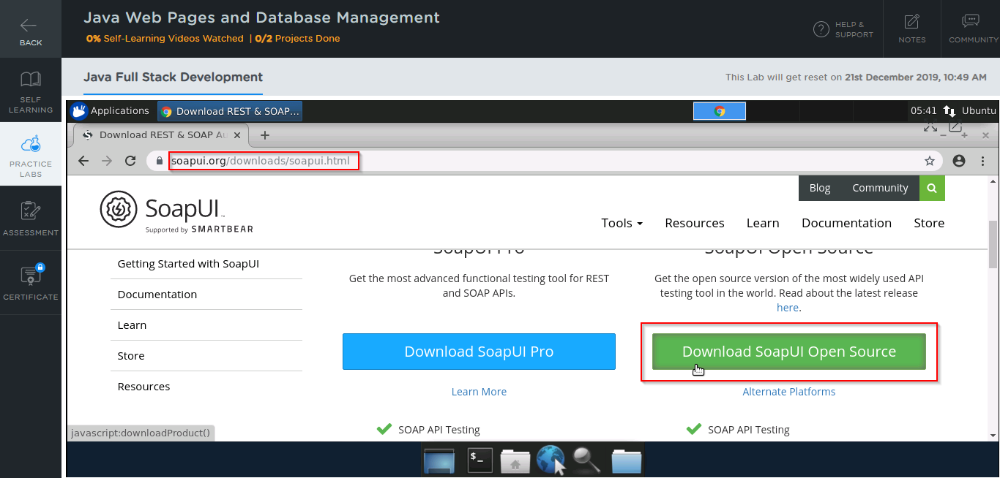 BACK
Java Web Pages and Database Management
0% Self-Learning Videos Watched | 0/2 Projects Done
HELP &
SUPPORT
NOTES
COMMUNITY
SELF
LEARNING
PRACTICE
LABS
ASSESSMENT
CERTIFICATE
Java Full Stack Development
This Lab will get reset on 21st December 2019, 10:49 AM
Applications
Download REST & SOAP...
05:41
Ubuntu
Download REST & SOAP Au
soapui.org/downloads/soapui.html
Blog
Community
SoapUI
Supported by SMARTBEAR
Tools
Resources
Learn
Documentation
Store
Getting Started with SoapUI
Documentation
Learn
Store
Resources
SoapUI Pro
Get the most advanced functional testing tool for REST
and SOAP APIs.
Download SoapUI Pro
Learn More
SOAP API Testing
SoapUI Open Source
Get the open source version of the most widely used API
testing tool in the world. Read about the latest release
here.
Download SoapUI Open Source
Alternate Platforms
SOAP API Testing
javascript:downloadProduct()
$_